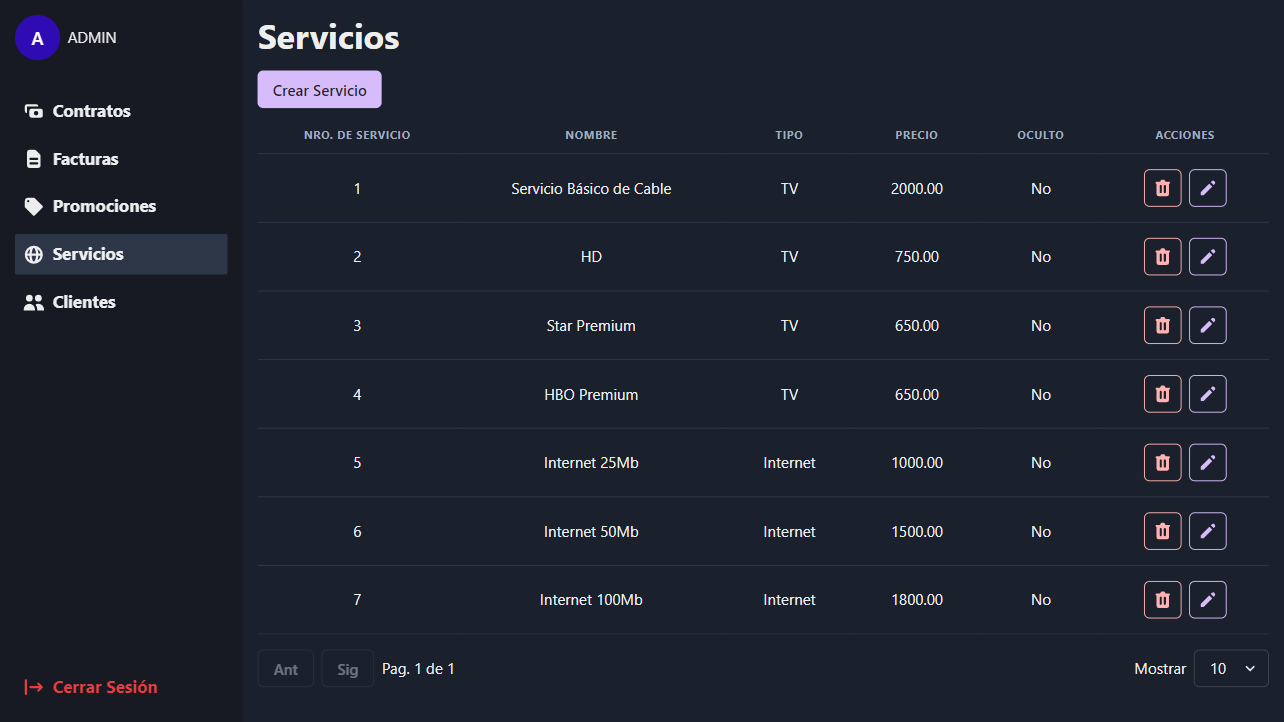 A ADMIN
Contratos
Facturas
Promociones
Servicios
Clientes
Cerrar Sesión
Servicios
Crear Servicio
NRO. DE SERVICIO NOMBRE TIPO PRECIO OCULTO ACCIONES
1 Servicio Básico de Cable TV 2000.00 No
2 HD TV 750.00 No
3 Star Premium TV 650.00 No
4 HBO Premium TV 650.00 No
5 Internet 25Mb Internet 1000.00 No
6 Internet 50Mb Internet 1500.00 No
7 Internet 100Mb Internet 1800.00 No
Ant Sig Pag. 1 de 1 Mostrar 10